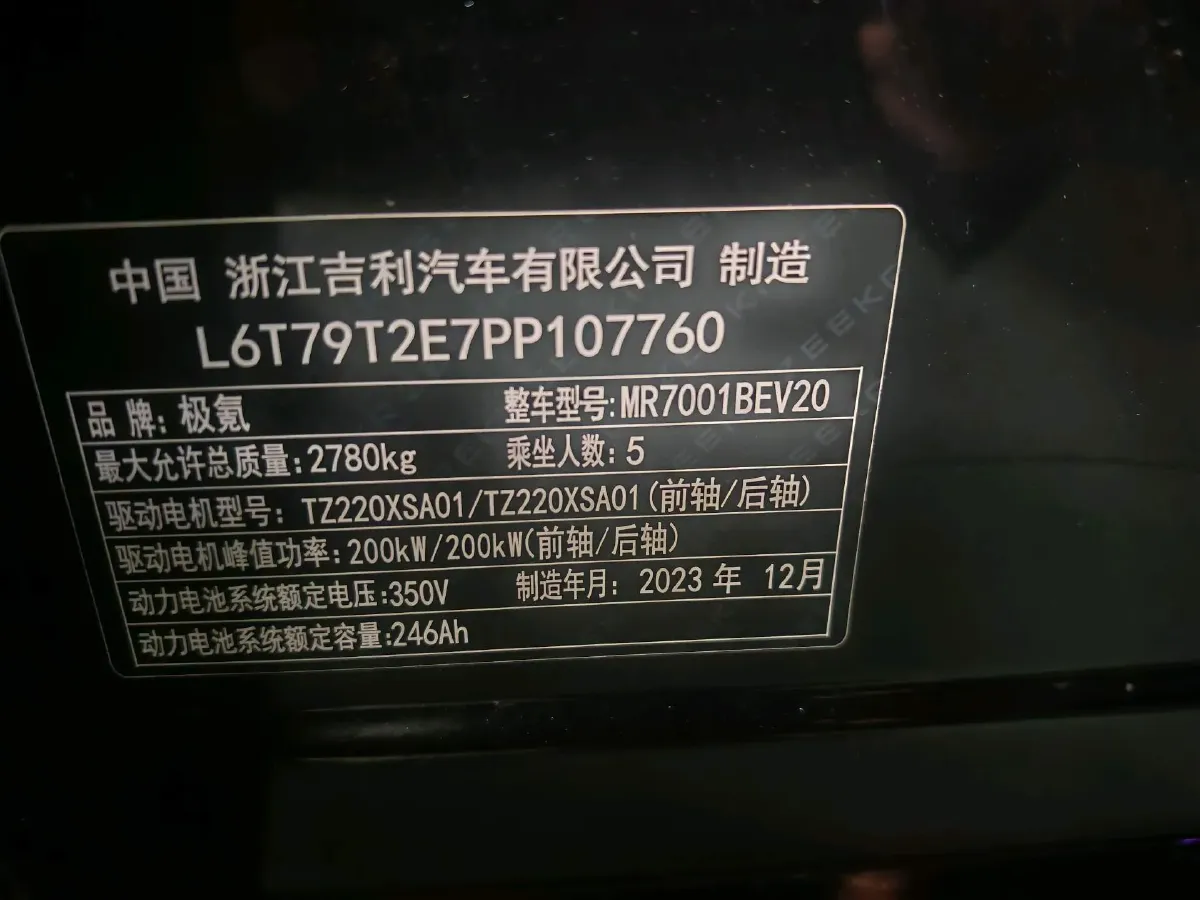 中国 浙江吉利汽车有限公司 制造
L6T79T2E7PP107760
品 牌: 极氪 整车型号:MR7001BEV20
最大允许总质量:2780kg 乘坐人数: 5
驱动电机型号: TZ220XSA01/TZ220XSA01(前轴/后轴)
驱动电机峰值功率:200kW/200kW(前轴/后轴)
动力电池系统额定电压:350V 制造年月: 2023 年 12月
动力电池系统额定容量:246Ah